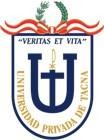 "VERITAS ET VITA"
UNIVERSIDAD PRIVADA DE TACNA